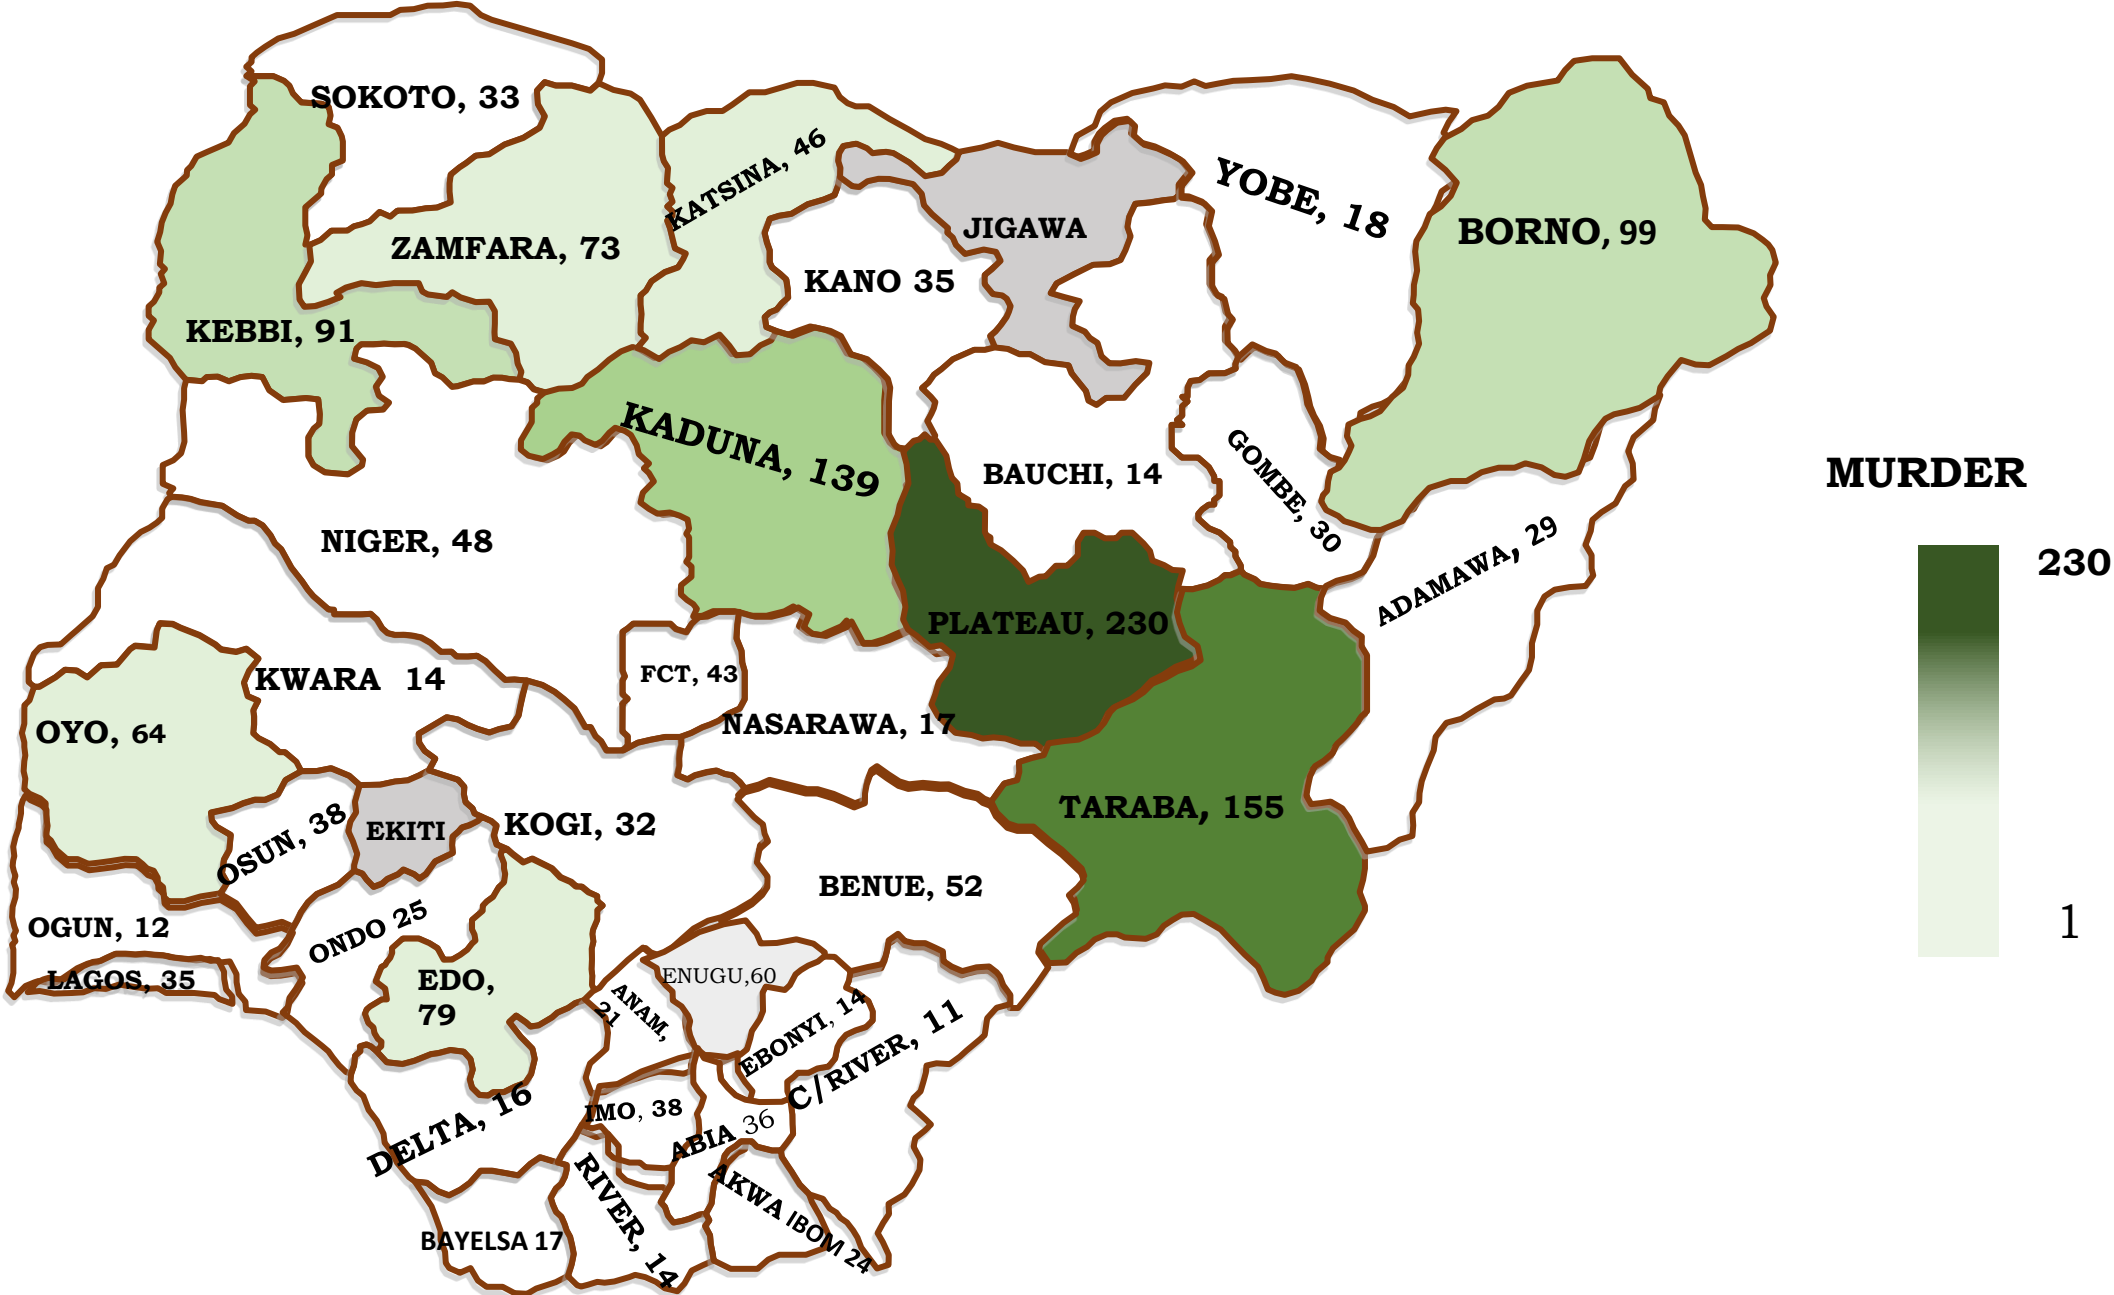 SOKOTO, 33
KATSINA, 46
YOBE, 18
ZAMFARA, 73
JIGAWA
BORNO, 99
KANO 35
KEBBI, 91
KADUNA, 139
BAUCHI, 14
GOMBE, 30
MURDER
NIGER, 48
ADAMAWA, 29
230
PLATEAU, 230
FCT, 43
KWARA 14
NASARAWA, 17
OYO, 64
TARABA, 155
OSUN, 38
EKITI
KOGI, 32
BENUE, 52
OGUN, 12
ONDO 25
1
LAGOS, 35
EDO,
79
ENUGU,60
ANAM,
21
EBONYI, 14
C/RIVER, 11
DELTA, 16
IMO, 38
ABIA 36
RIVER, 14
AKWA IBOM 24
BAYELSA 17